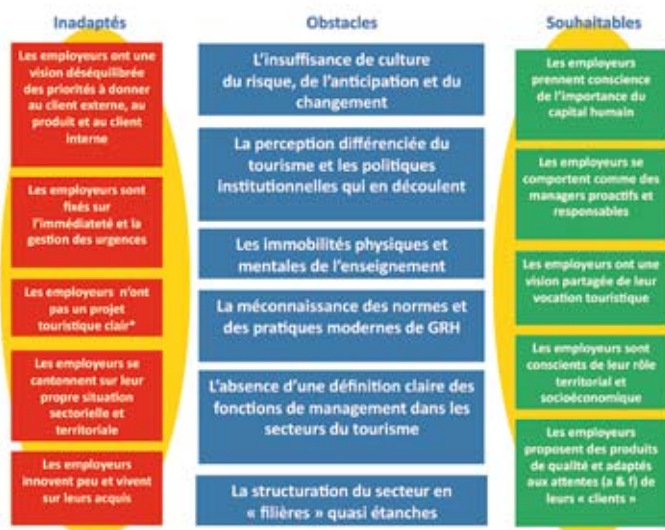 Inadaptés
Les employeurs ont une
vision déséquilibrée
des priorités à donner
au client externe, au
produit et au client
interne
Les employeurs sont
fixés sur
l'immédiateté et la
gestion des urgences
Les employeurs n'ont
pas un projet
touristique clair*
Les employeurs se
cantonnent sur leur
propre situation
sectorielle et
territoriale
Les employeurs
innovent peu et vivent
sur leurs acquis
Obstacles
L'insuffisance de culture
du risque, de l'anticipation et du
changement
La perception différenciée du
tourisme et les politiques
institutionnelles qui en découlent
Les immobilités physiques et
mentales de l'enseignement
La méconnaissance des normes et
des pratiques modernes de GRH
L'absence d'une définition claire des
fonctions de management dans les
secteurs du tourisme
La structuration du secteur en
« filières » quasi étanches
Souhaitables
Les employeurs
prennent conscience
de l'importance du
capital humain
Les employeurs se
comportent comme des
managers proactifs et
responsables
Les employeurs ont une
vision partagée de leur
vocation touristique
Les employeurs sont
conscients de leur rôle
territorial et
socioéconomique
Les employeurs
proposent des produits
de qualité et adaptés
aux attentes (a & f) de
leurs « clients »